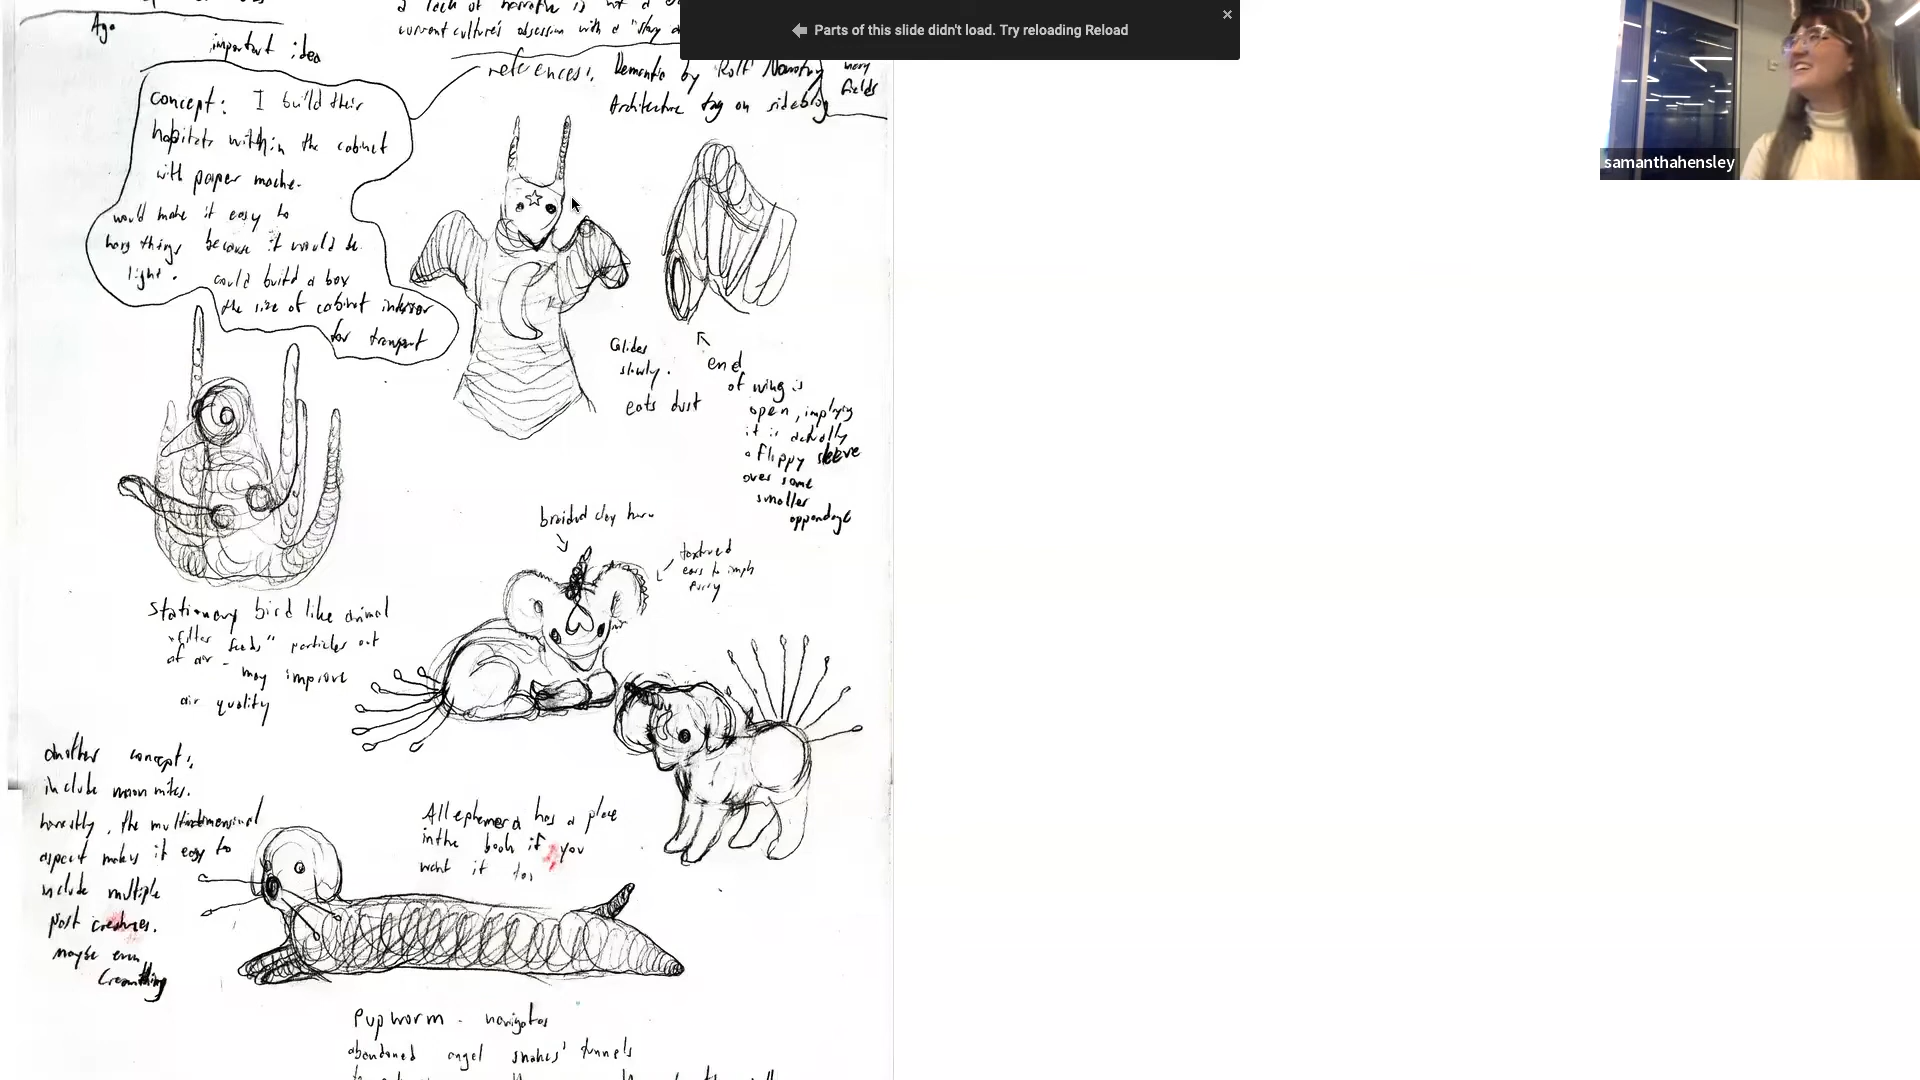 Parts of this slide didn't load. Try reloading Reload
samanthahensley
Ago
important idea
a lack of narrative is not a
current culture's obsession with a "story
references:
Dementia by Rolf
many
fields
Architecture tag on sideblog
concept: I build their
habitats within the cabinet
with paper mache.
would make it easy to
hang things because it would be
light. could build a box
the size of cabinet interior
for transport
Glides
slowly.
eats dust
end
of wing is
open, implying
it is actually
a floppy sleeve
over some
smaller
appendage
braided clay horn
textured
ears to imply
furry
Stationary bird like animal
"filter feeds" particles out
of air -
may improve
air quality
another concept:
include moon mites.
honestly, the multidimensional
aspect makes it easy to
include multiple
past creatures.
maybe even
Creamthing
All ephemera has a place
in the book if you
want it to
Pupworm - navigates
abandoned angel snakes' tunnels